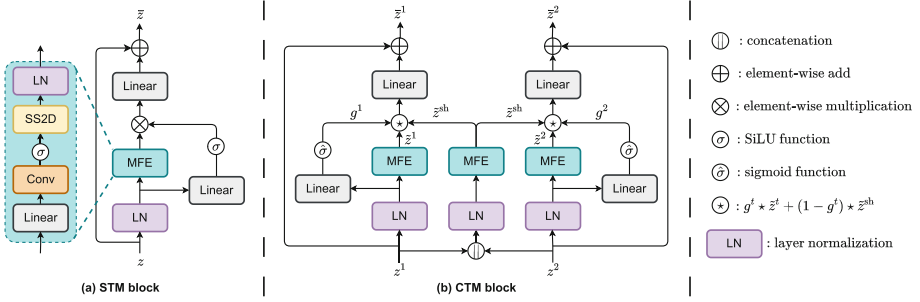 z̄
Linear
LN
SS2D
σ
Conv
Linear
MFE
σ
Linear
LN
z
(a) STM block
z̄¹ z̄²
Linear Linear
g¹ z̃ˢʰ z̃ˢʰ g²
z̃¹ z̃²
σ̂ MFE MFE MFE σ̂
Linear Linear
LN LN LN
z¹ z²
(b) CTM block
: concatenation
: element-wise add
: element-wise multiplication
σ : SiLU function
σ̂ : sigmoid function
: gᵗ ⋆ z̃ᵗ + (1 − gᵗ) ⋆ z̃ˢʰ
LN : layer normalization